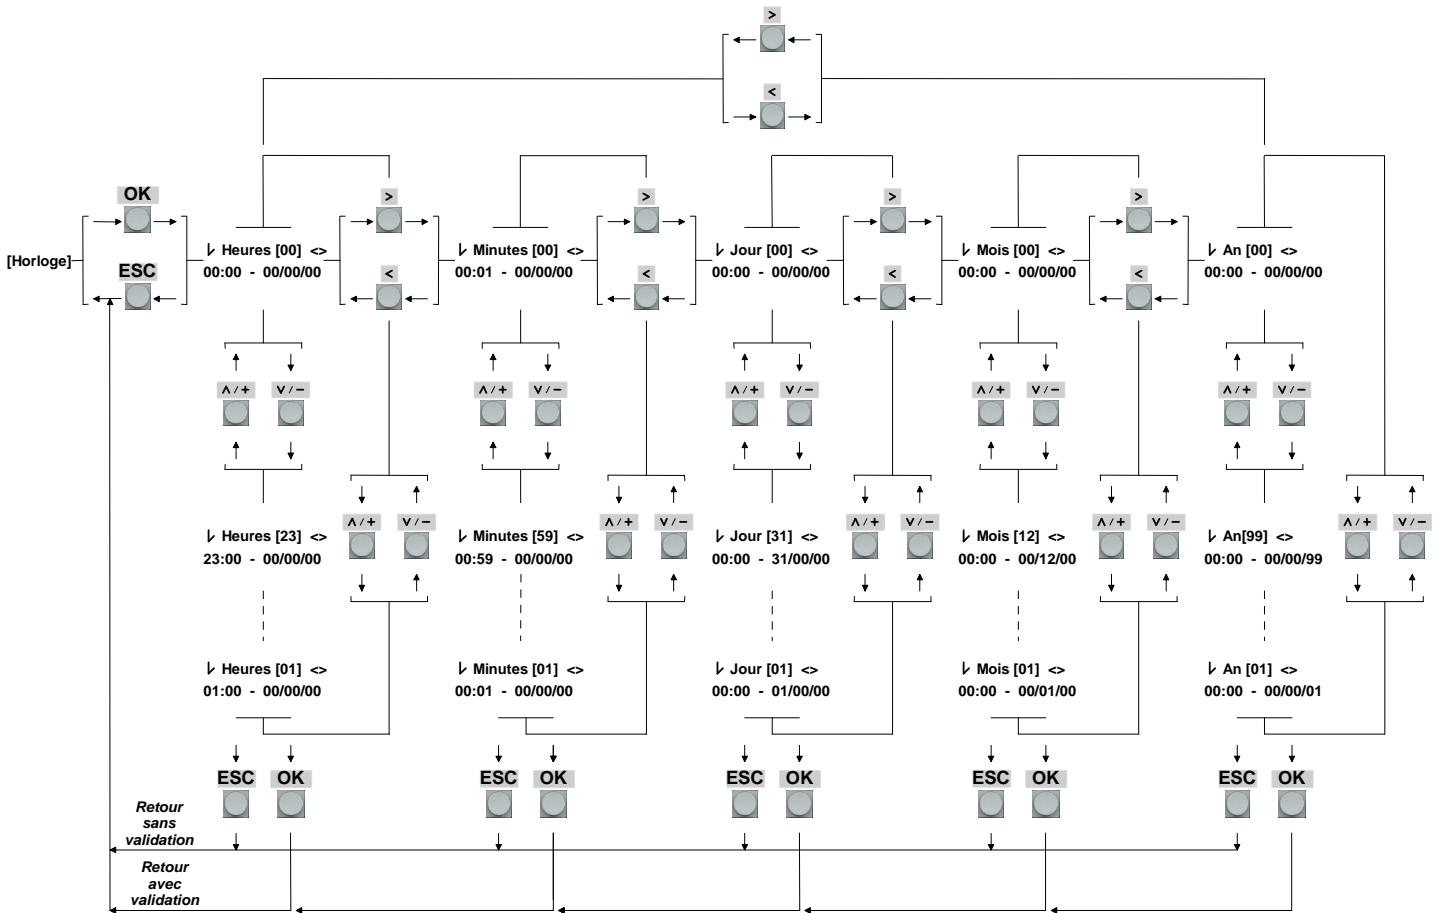 >
<
OK
> > > >
[Horloge]
Heures [00] <> Minutes [00] <> Jour [00] <> Mois [00] <> An [00] <>
ESC
00:00 - 00/00/00 00:01 - 00/00/00 00:00 - 00/00/00 00:00 - 00/00/00 00:00 - 00/00/00
< < < <
∧/+ ∨/− ∧/+ ∨/− ∧/+ ∨/− ∧/+ ∨/− ∧/+ ∨/−
∧/+ ∨/− ∧/+ ∨/− ∧/+ ∨/− ∧/+ ∨/− ∧/+ ∨/−
Heures [23] <> Minutes [59] <> Jour [31] <> Mois [12] <> An[99] <>
23:00 - 00/00/00 00:59 - 00/00/00 00:00 - 31/00/00 00:00 - 00/12/00 00:00 - 00/00/99
Heures [01] <> Minutes [01] <> Jour [01] <> Mois [01] <> An [01] <>
01:00 - 00/00/00 00:01 - 00/00/00 00:00 - 01/00/00 00:00 - 00/01/00 00:00 - 00/00/01
ESC OK ESC OK ESC OK ESC OK ESC OK
Retour
sans
validation
Retour
avec
validation